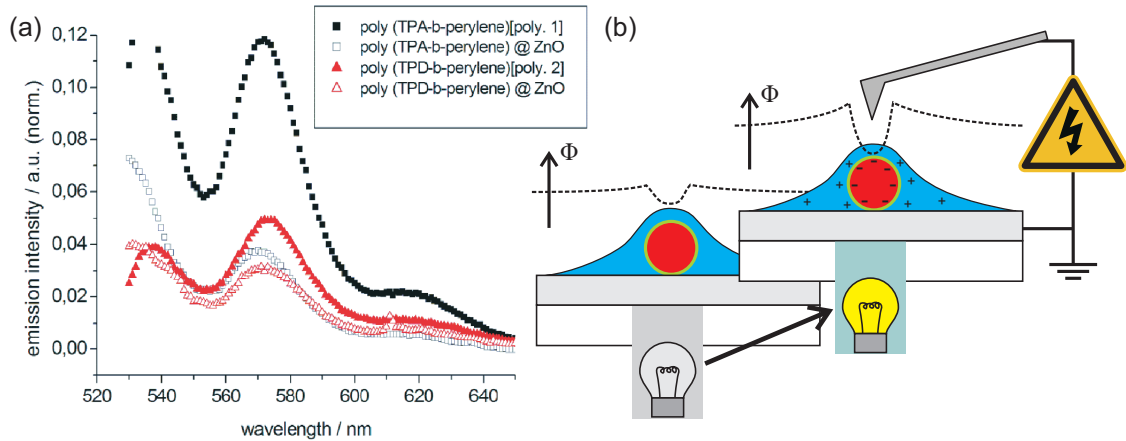 (a)
0,12
0,10
0,08
0,06
0,04
0,02
0,00
emission intensity / a.u. (norm.)
520
540
560
580
600
620
640
wavelength / nm
poly (TPA-b-perylene)[poly. 1]
poly (TPA-b-perylene) @ ZnO
poly (TPD-b-perylene)[poly. 2]
poly (TPD-b-perylene) @ ZnO
(b)
Φ
Φ